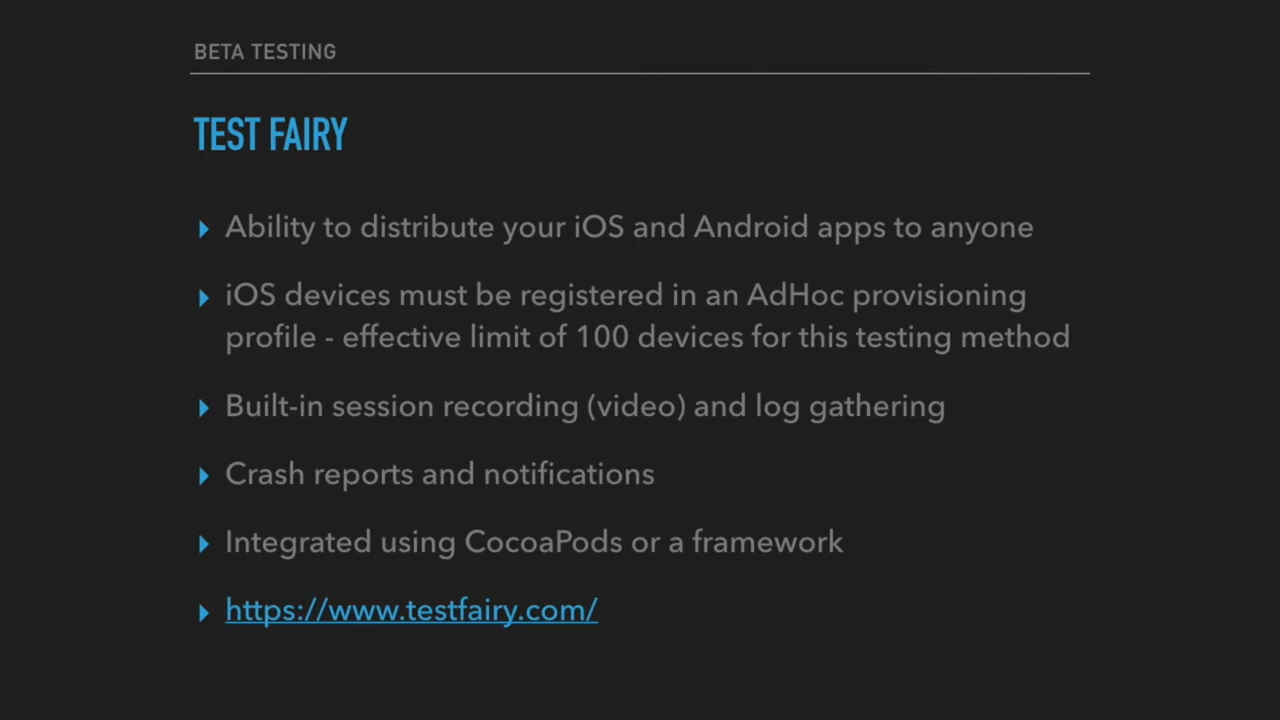 BETA TESTING
TEST FAIRY
Ability to distribute your iOS and Android apps to anyone
iOS devices must be registered in an AdHoc provisioning
profile - effective limit of 100 devices for this testing method
Built-in session recording (video) and log gathering
Crash reports and notifications
Integrated using CocoaPods or a framework
https://www.testfairy.com/